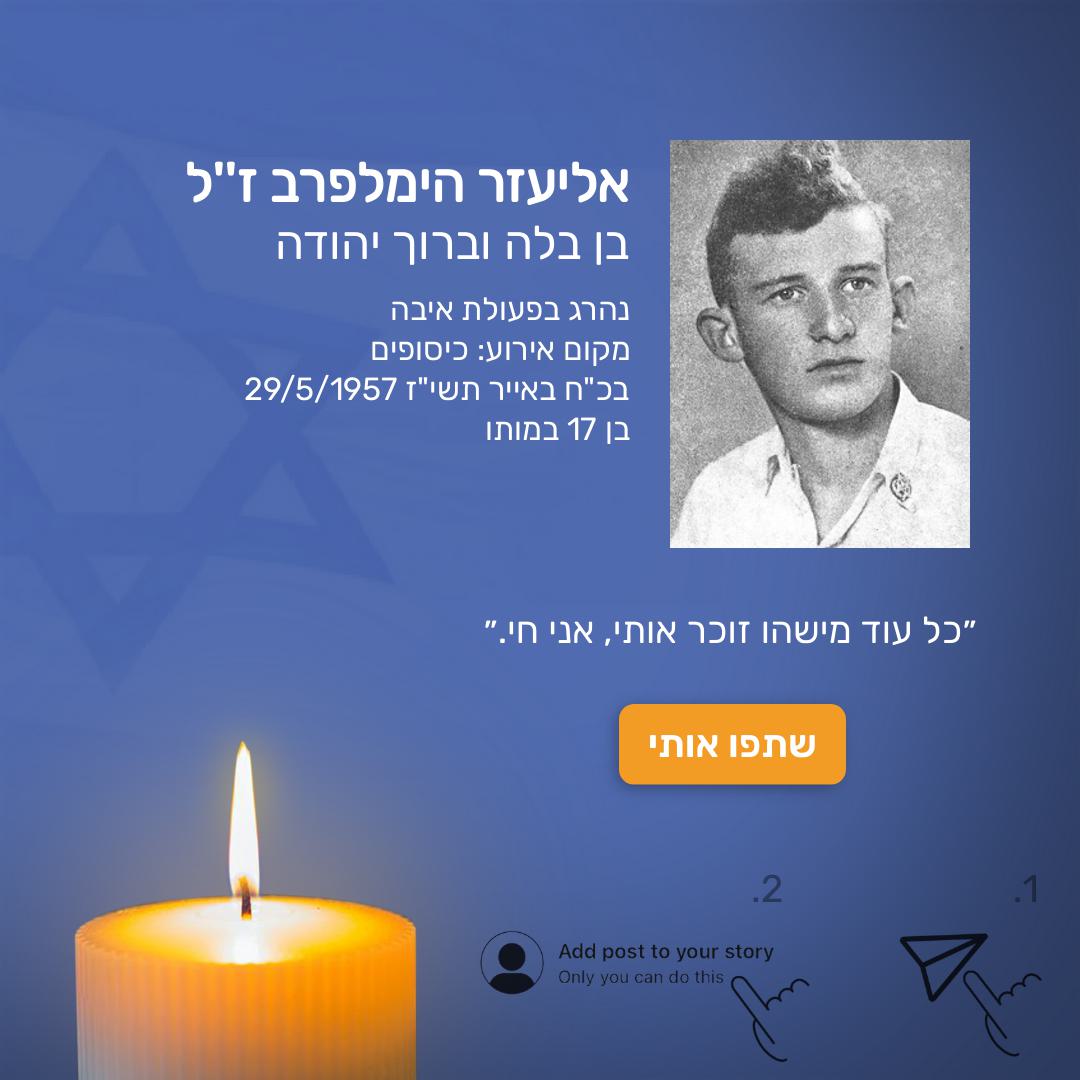 אליעזר הימלפרב ז"ל
בן בלה וברוך יהודה
נהרג בפעולת איבה
מקום אירוע: כיסופים
בכ"ח באייר תשי"ז 29/5/1957
בן 17 במותו
״כל עוד מישהו זוכר אותי, אני חי.״
שתפו אותי
1.
2.
Add post to your story
Only you can do this